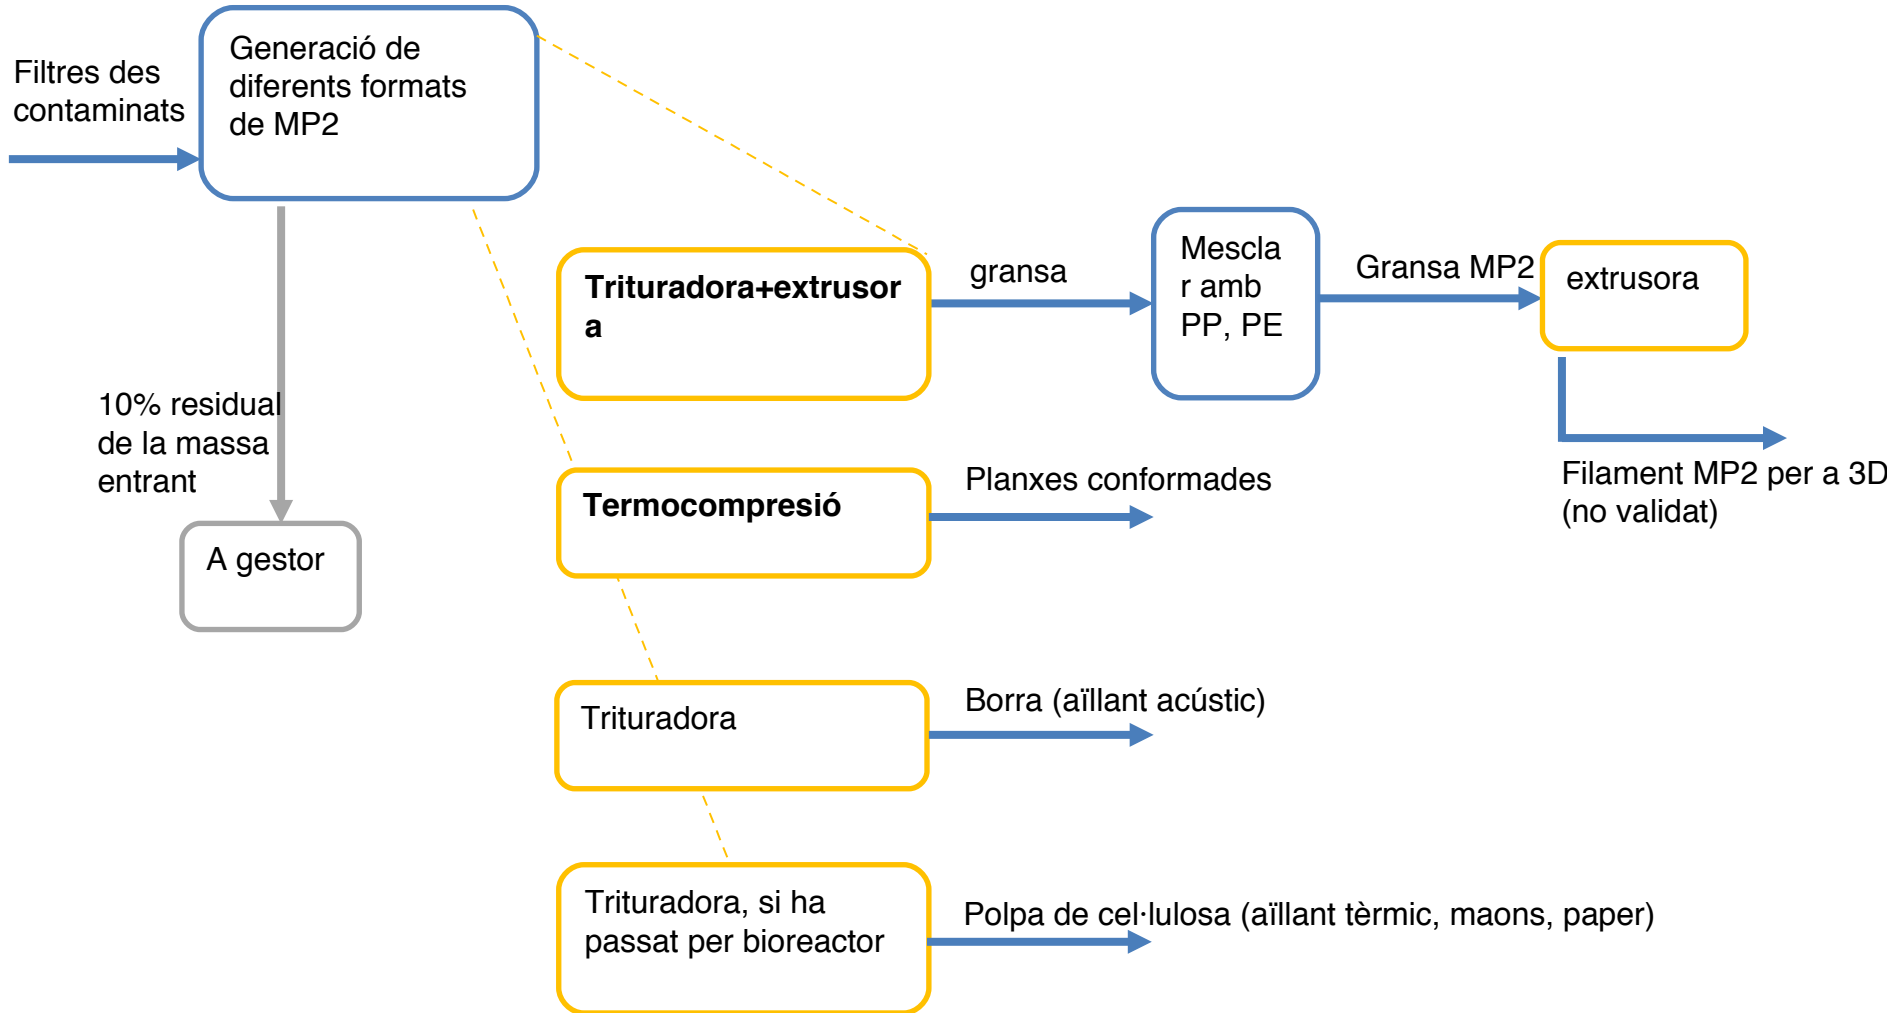 Filtres des
contaminats
Generació de
diferents formats
de MP2
10% residual
de la massa
entrant
A gestor
Trituradora+extrusor
a
gransa
Mescla
r amb
PP, PE
Gransa MP2
extrusora
Filament MP2 per a 3D
(no validat)
Termocompresió
Planxes conformades
Trituradora
Borra (aïllant acústic)
Trituradora, si ha
passat per bioreactor
Polpa de cel·lulosa (aïllant tèrmic, maons, paper)